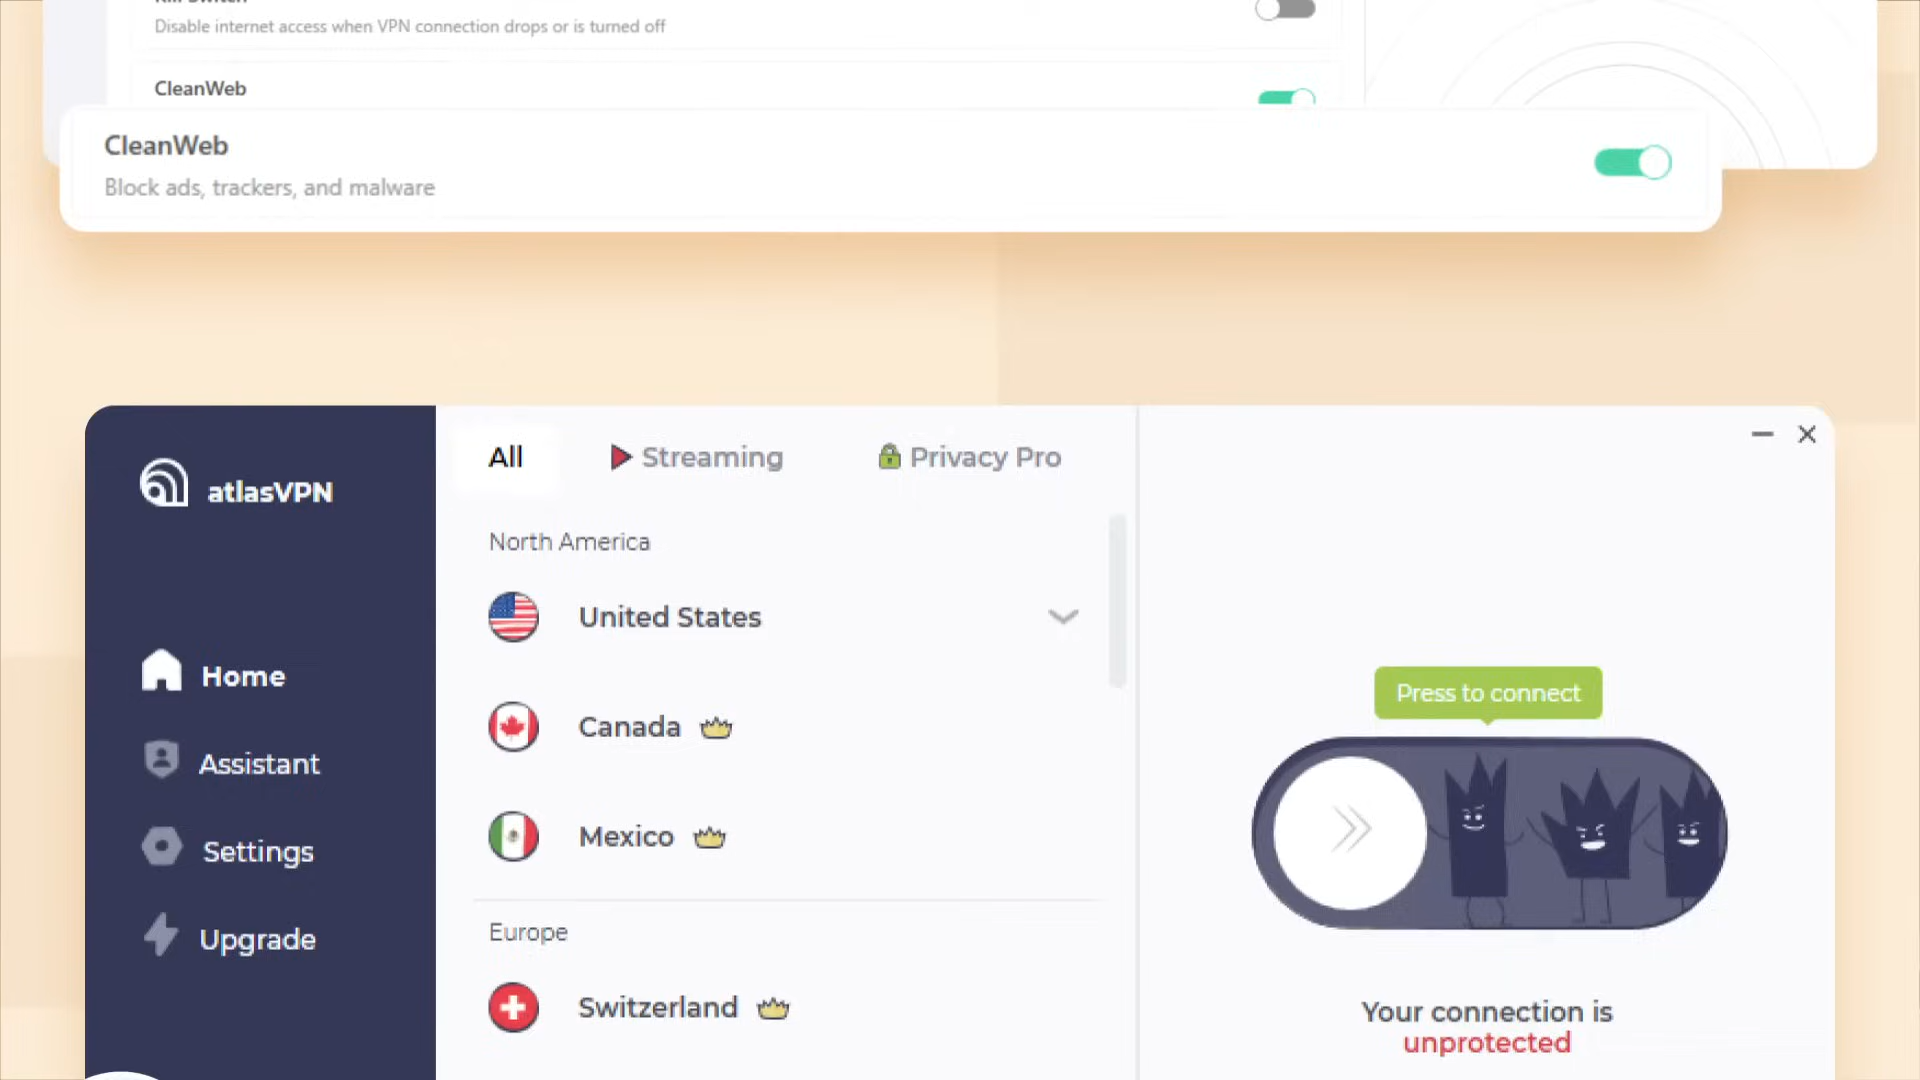 Kill Switch
Disable internet access when VPN connection drops or is turned off
CleanWeb
CleanWeb
Block ads, trackers, and malware
atlasVPN
All
Streaming
Privacy Pro
North America
United States
Canada
Mexico
Europe
Switzerland
Home
Assistant
Settings
Upgrade
Press to connect
Your connection is
unprotected